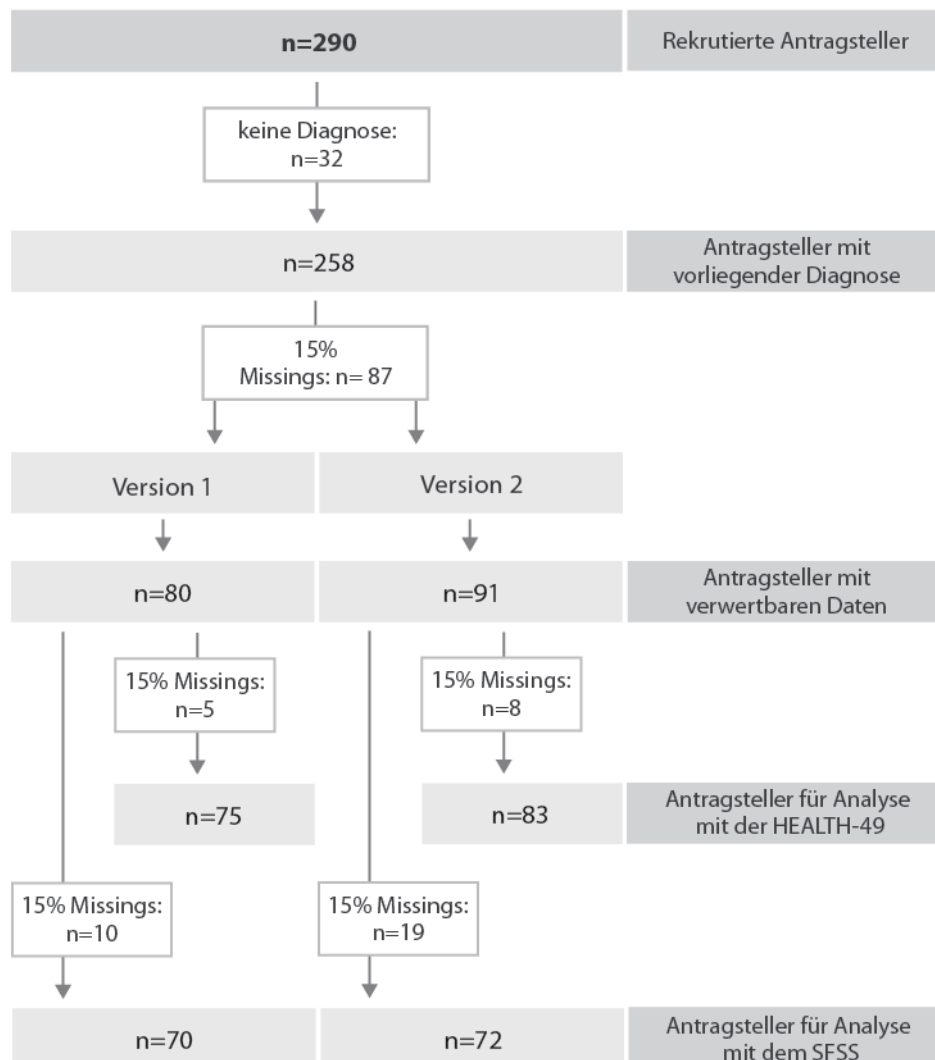 n=290
Rekrutierte Antragsteller
keine Diagnose:
n=32
n=258
Antragsteller mit
vorliegender Diagnose
15%
Missings: n= 87
Version 1
Version 2
n=80
n=91
Antragsteller mit
verwertbaren Daten
15% Missings:
n=5
15% Missings:
n=8
n=75
n=83
Antragsteller für Analyse
mit der HEALTH-49
15% Missings:
n=10
15% Missings:
n=19
n=70
n=72
Antragsteller für Analyse
mit dem SFSS